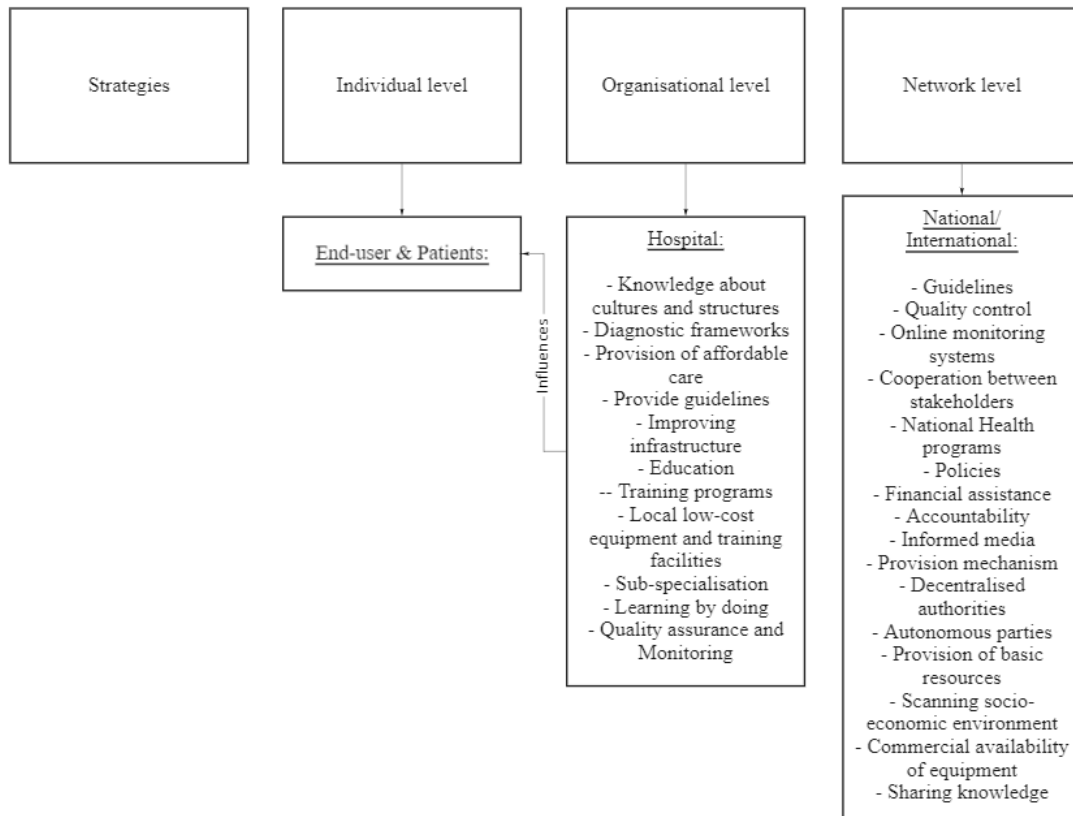 Strategies
Individual level
Organisational level
Network level
End-user & Patients:
Influences
Hospital:
- Knowledge about
cultures and structures
- Diagnostic frameworks
- Provision of affordable
care
- Provide guidelines
- Improving
infrastructure
- Education
-- Training programs
- Local low-cost
equipment and training
facilities
- Sub-specialisation
- Learning by doing
- Quality assurance and
Monitoring
National/
International:
- Guidelines
- Quality control
- Online monitoring
systems
- Cooperation between
stakeholders
- National Health
programs
- Policies
- Financial assistance
- Accountability
- Informed media
- Provision mechanism
- Decentralised
authorities
- Autonomous parties
- Provision of basic
resources
- Scanning socio-
economic environment
- Commercial availability
of equipment
- Sharing knowledge